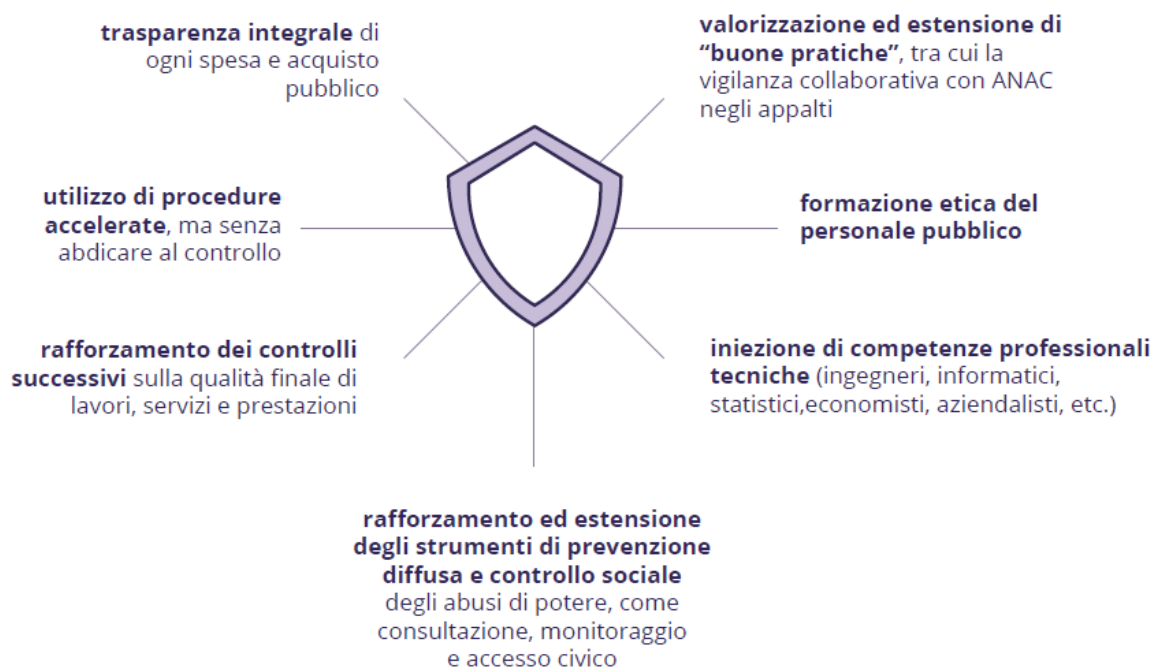 trasparenza integrale di
ogni spesa e acquisto
pubblico
valorizzazione ed estensione di
“buone pratiche”, tra cui la
vigilanza collaborativa con ANAC
negli appalti
utilizzo di procedure
accelerate, ma senza
abdicare al controllo
formazione etica del
personale pubblico
rafforzamento dei controlli
successivi sulla qualità finale di
lavori, servizi e prestazioni
iniezione di competenze professionali
tecniche (ingegneri, informatici,
statistici,economisti, aziendalisti, etc.)
rafforzamento ed estensione
degli strumenti di prevenzione
diffusa e controllo sociale
degli abusi di potere, come
consultazione, monitoraggio
e accesso civico